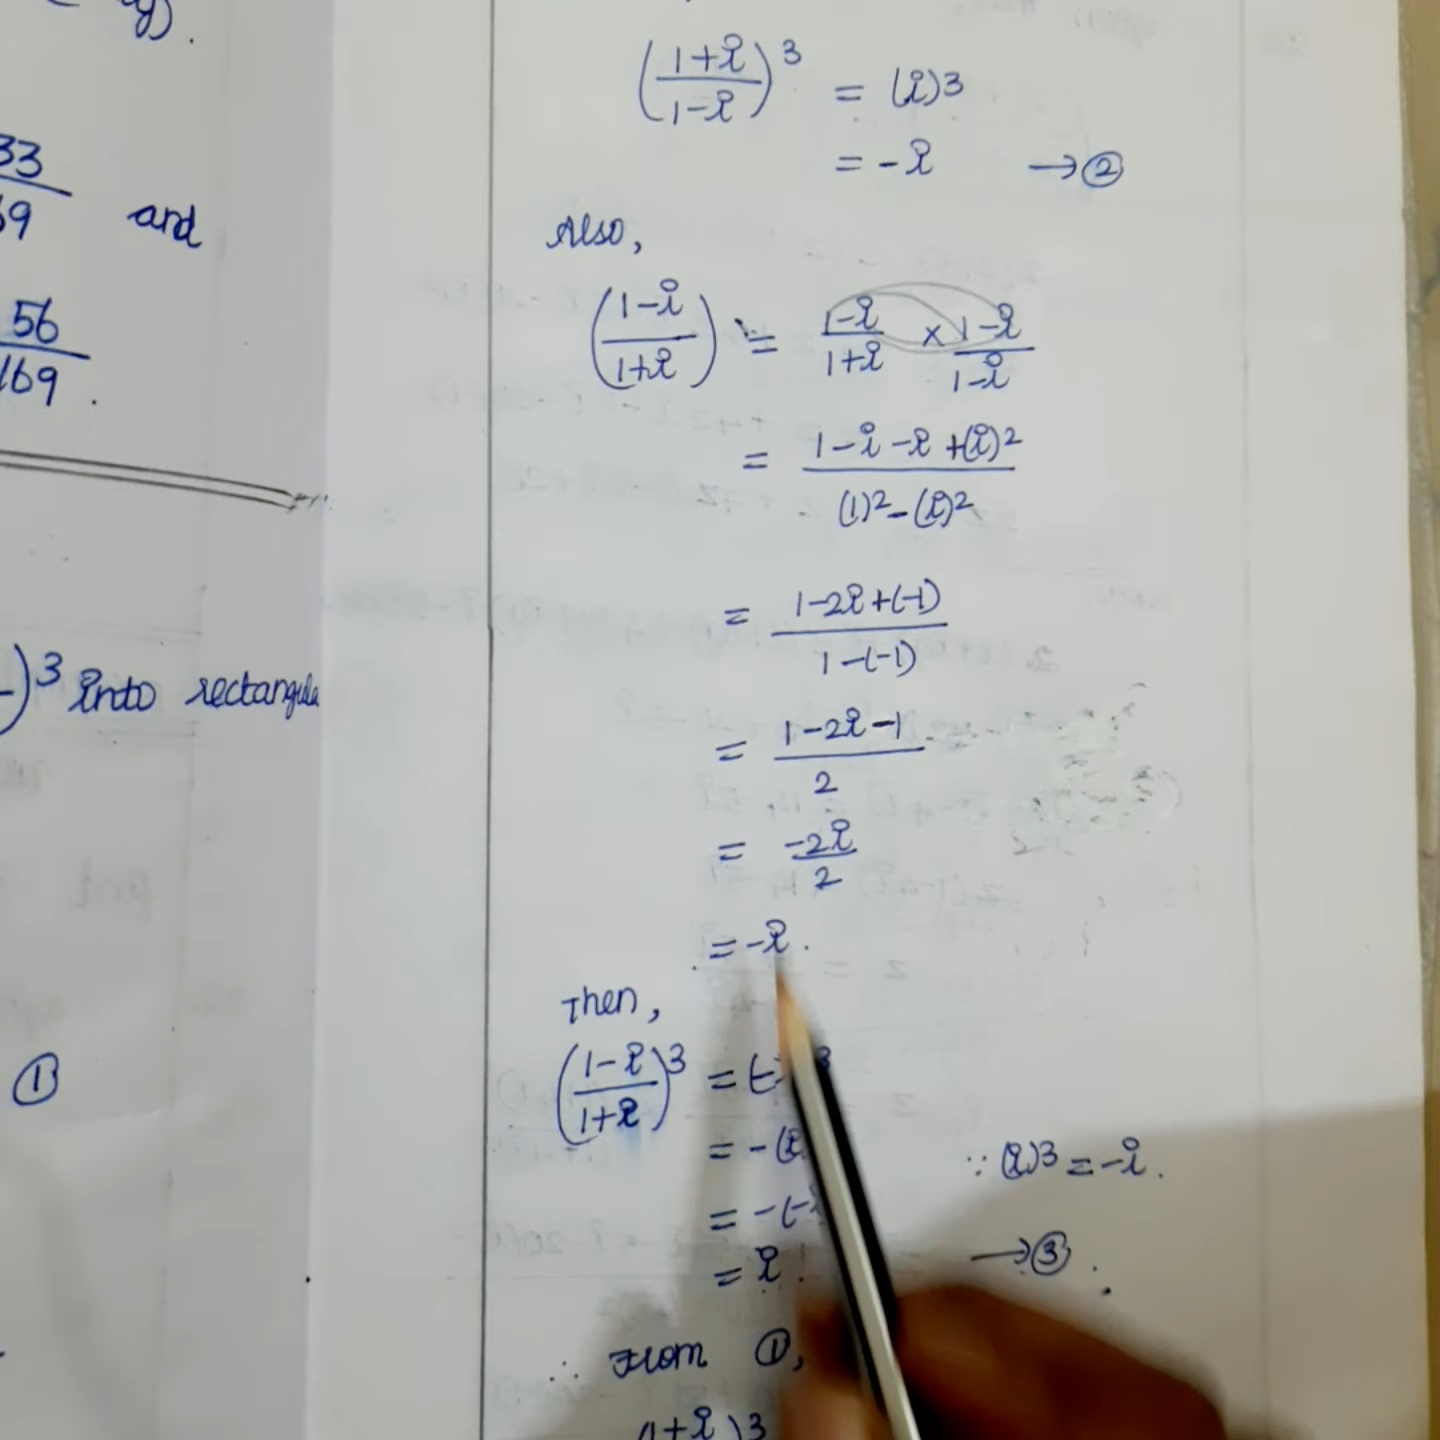 y).
33
69 and
56
169 .
)³ into rectangula
①
((1+i)/(1-i))³ = (i)³
= -i → ②
Also,
((1-i)/(1+i)) = (1-i)/(1+i) × (1-i)/(1-i)
= (1-i-i+(i)²)/((1)²-(i)²)
= (1-2i+(-1))/(1-(-1))
= (1-2i-1)/2
= -2i/2
= -i.
Then,
((1-i)/(1+i))³ = (-
= -(i
= -(-i ∵ (i)³ = -i.
= i. → ③
∴ From ①,
(1+i )³